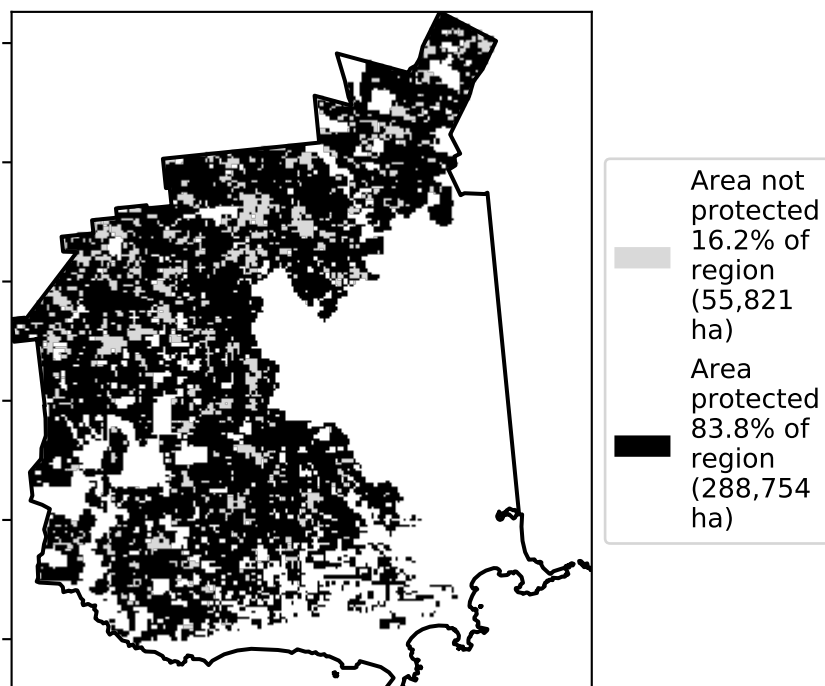 Area not
protected
16.2% of
region
(55,821
ha)
Area
protected
83.8% of
region
(288,754
ha)